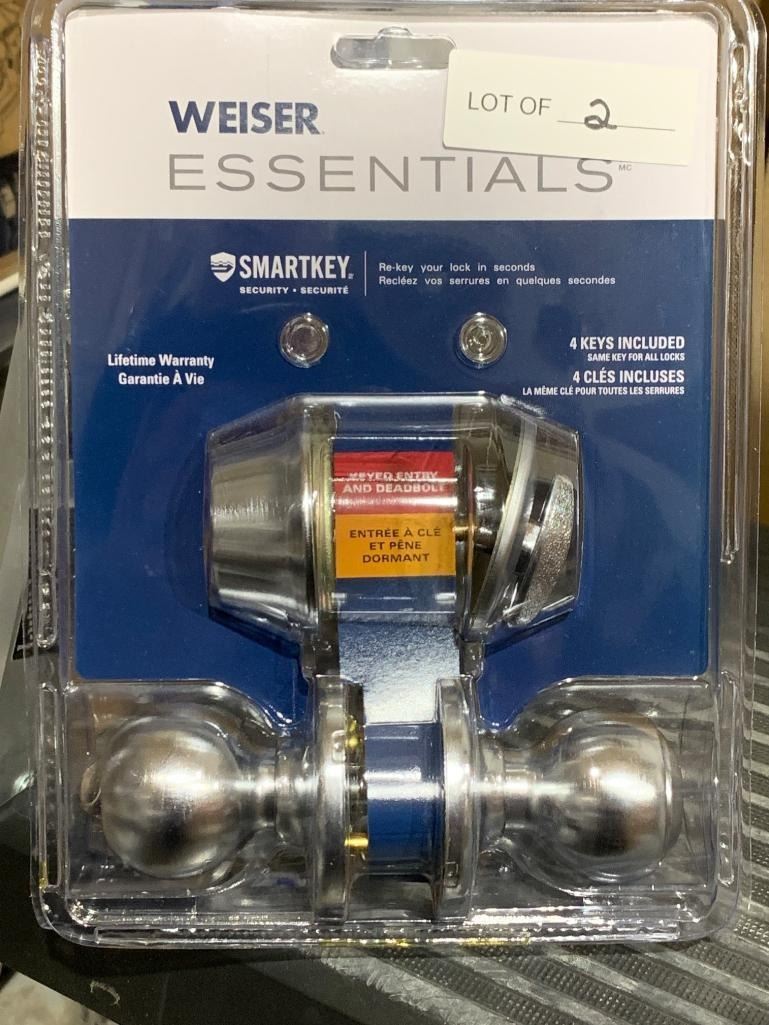 LOT OF 2
WEISER
ESSENTIALS MC
SMARTKEY
SECURITY • SECURITÉ
Re-key your lock in seconds
Recléez vos serrures en quelques secondes
Lifetime Warranty
Garantie À Vie
4 KEYS INCLUDED
SAME KEY FOR ALL LOCKS
4 CLÉS INCLUSES
LA MÊME CLÉ POUR TOUTES LES SERRURES
KEYED ENTRY
AND DEADBOLT
ENTRÉE À CLÉ
ET PÊNE
DORMANT